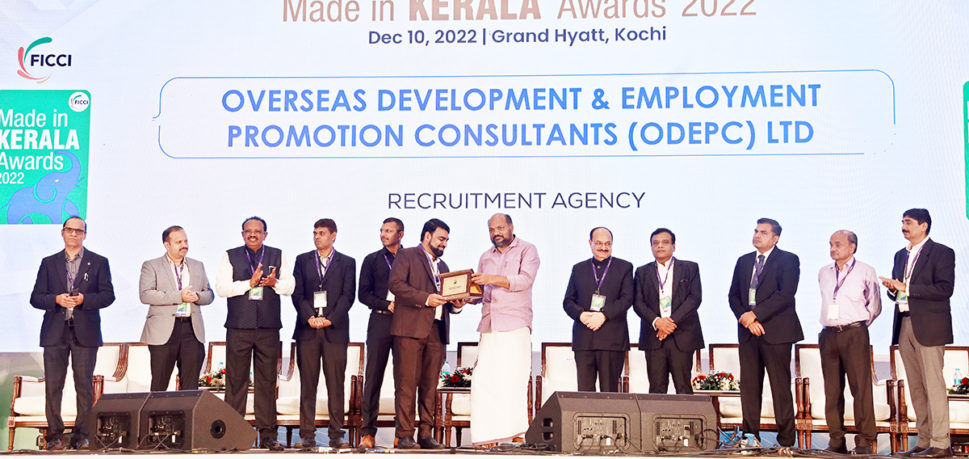 Made in KERALA Awards 2022
Dec 10, 2022 | Grand Hyatt, Kochi
FICCI
OVERSEAS DEVELOPMENT & EMPLOYMENT
PROMOTION CONSULTANTS (ODEPC) LTD
RECRUITMENT AGENCY
FICCI
Made in
KERALA
Awards
2022